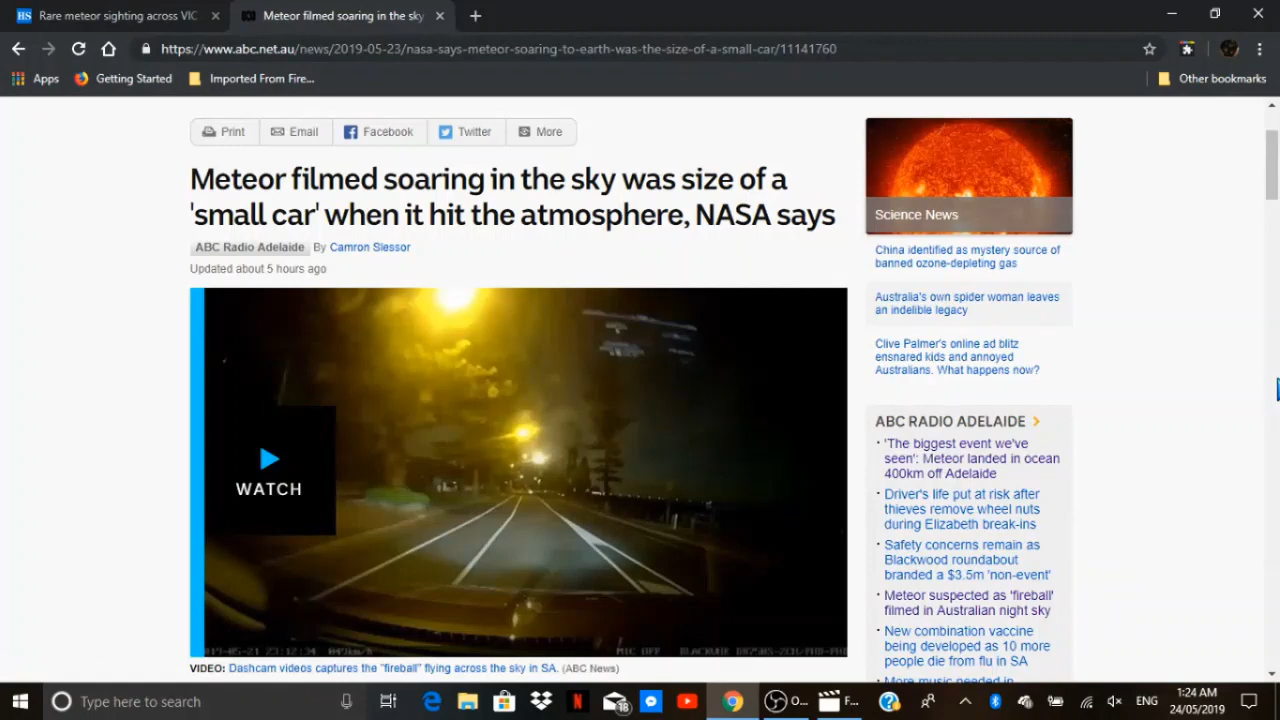 Rare meteor sighting across VIC
Meteor filmed soaring in the sky
https://www.abc.net.au/news/2019-05-23/nasa-says-meteor-soaring-to-earth-was-the-size-of-a-small-car/11141760
Apps
Getting Started
Imported From Fire...
Other bookmarks
Print
Email
Facebook
Twitter
More
Meteor filmed soaring in the sky was size of a
'small car' when it hit the atmosphere, NASA says
ABC Radio Adelaide By Camron Slessor
Updated about 5 hours ago
WATCH
VIDEO: Dashcam videos captures the "fireball" flying across the sky in SA. (ABC News)
Science News
China identified as mystery source of
banned ozone-depleting gas
Australia's own spider woman leaves
an indelible legacy
Clive Palmer's online ad blitz
ensnared kids and annoyed
Australians. What happens now?
ABC RADIO ADELAIDE
'The biggest event we've
seen': Meteor landed in ocean
400km off Adelaide
Driver's life put at risk after
thieves remove wheel nuts
during Elizabeth break-ins
Safety concerns remain as
Blackwood roundabout
branded a $3.5m 'non-event'
Meteor suspected as 'fireball'
filmed in Australian night sky
New combination vaccine
being developed as 10 more
people die from flu in SA
More music needed in
Type here to search
18
O...
F...
ENG
1:24 AM
24/05/2019